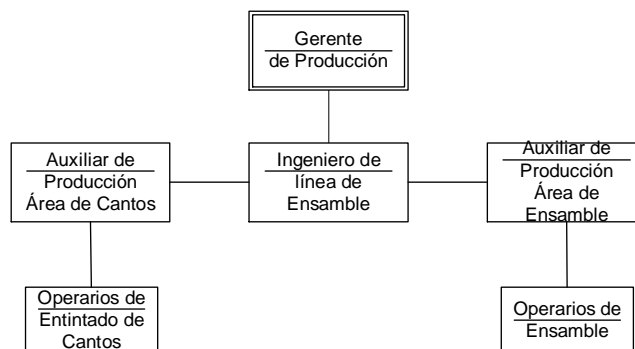 Gerente
de Producción
Auxiliar de
Producción
Área de Cantos
Ingeniero de
línea de
Ensamble
Auxiliar de
Producción
Área de
Ensamble
Operarios de
Entintado de
Cantos
Operarios de
Ensamble